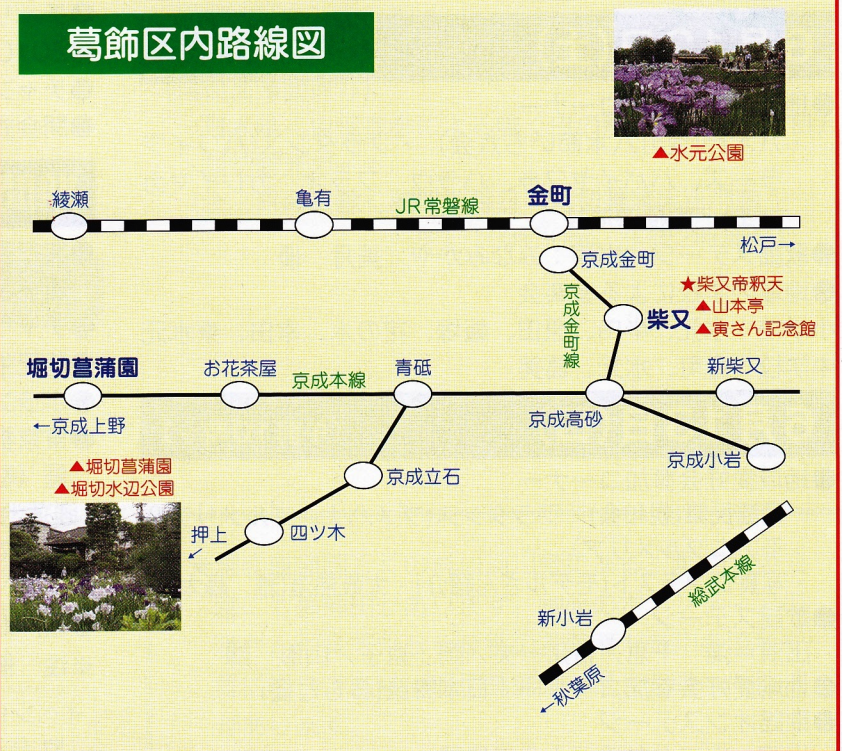 葛飾区内路線図
▲水元公園
綾瀬
亀有
JR常磐線
金町
松戸→
京成金町
京成金町線
柴又
★柴又帝釈天
▲山本亭
▲寅さん記念館
堀切菖蒲園
お花茶屋
京成本線
青砥
京成高砂
新柴又
←京成上野
京成小岩
▲堀切菖蒲園
▲堀切水辺公園
京成立石
押上
四ツ木
総武本線
新小岩
←秋葉原